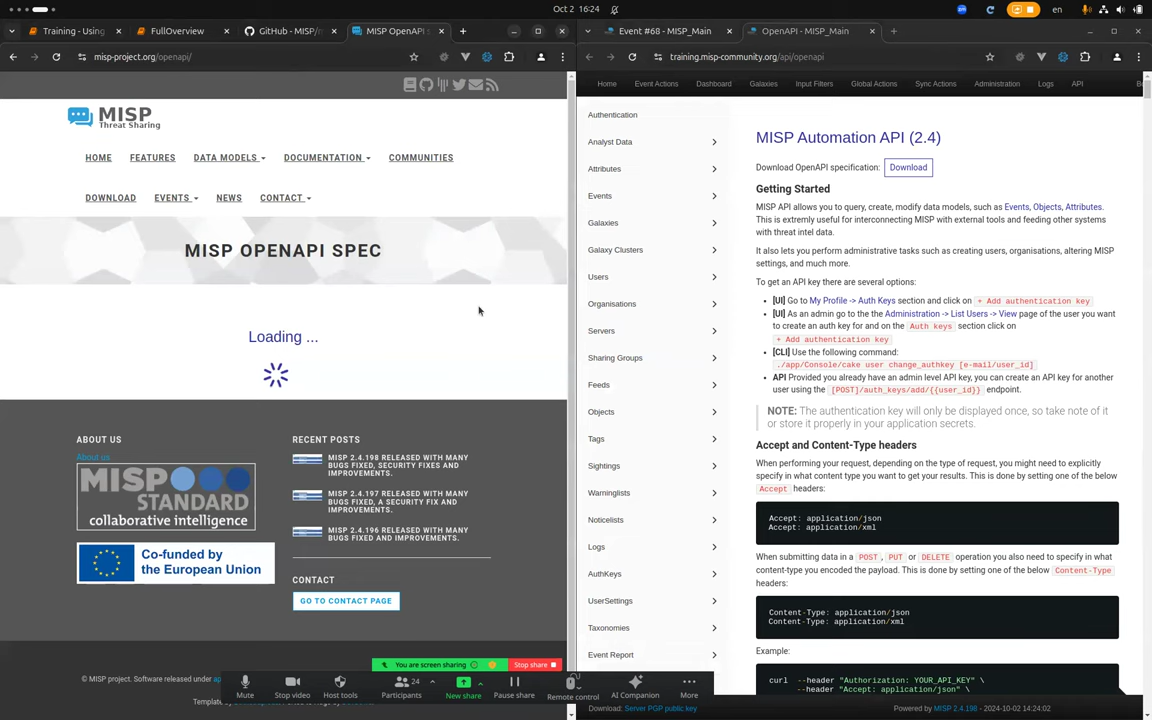 Oct 2 16:24
en
Training - Using
FullOverview
GitHub - MISP/
MISP OpenAPI S
misp-project.org/openapi/
MISP
Threat Sharing
HOME
FEATURES
DATA MODELS
DOCUMENTATION
COMMUNITIES
DOWNLOAD
EVENTS
NEWS
CONTACT
MISP OPENAPI SPEC
Loading ...
ABOUT US
About us
MISP
STANDARD
collaborative intelligence
Co-funded by
the European Union
RECENT POSTS
MISP 2.4.198 RELEASED WITH MANY
BUGS FIXED, SECURITY FIXES AND
IMPROVEMENTS.
MISP 2.4.197 RELEASED WITH MANY
BUGS FIXED, A SECURITY FIX AND
IMPROVEMENTS.
MISP 2.4.196 RELEASED WITH MANY
BUGS FIXED AND IMPROVEMENTS.
CONTACT
GO TO CONTACT PAGE
© MISP project. Software released under
Event #68 - MISP_Main
OpenAPI - MISP_Main
training.misp-community.org/api/openapi
Home
Event Actions
Dashboard
Galaxies
Input Filters
Global Actions
Sync Actions
Administration
Logs
API
Authentication
Analyst Data
Attributes
Events
Galaxies
Galaxy Clusters
Users
Organisations
Servers
Sharing Groups
Feeds
Objects
Tags
Sightings
Warninglists
Noticelists
Logs
AuthKeys
UserSettings
Taxonomies
Event Report
MISP Automation API (2.4)
Download OpenAPI specification: Download
Getting Started
MISP API allows you to query, create, modify data models, such as Events, Objects, Attributes.
This is extremly useful for interconnecting MISP with external tools and feeding other systems
with threat intel data.
It also lets you perform administrative tasks such as creating users, organisations, altering MISP
settings, and much more.
To get an API key there are several options:
[UI] Go to My Profile -> Auth Keys section and click on + Add authentication key
[UI] As an admin go to the the Administration -> List Users -> View page of the user you want
to create an auth key for and on the Auth keys section click on
+ Add authentication key
[CLI] Use the following command:
./app/Console/cake user change_authkey [e-mail/user_id]
API Provided you already have an admin level API key, you can create an API key for another
user using the [POST]/auth_keys/add/{{user_id}} endpoint.
NOTE: The authentication key will only be displayed once, so take note of it
or store it properly in your application secrets.
Accept and Content-Type headers
When performing your request, depending on the type of request, you might need to explicitly
specify in what content type you want to get your results. This is done by setting one of the below
Accept headers:
Accept: application/json
Accept: application/xml
When submitting data in a POST, PUT or DELETE operation you also need to specify in what
content-type you encoded the payload. This is done by setting one of the below Content-Type
headers:
Content-Type: application/json
Content-Type: application/xml
Example:
curl --header "Authorization: YOUR_API_KEY" \
--header "Accept: application/json" \
Download: Server PGP public key
Powered by MISP 2.4.198 - 2024-10-02 14:24:02
You are screen sharing
Stop share
Mute
Stop video
Host tools
24
Participants
New share
Pause share
Remote control
AI Companion
More